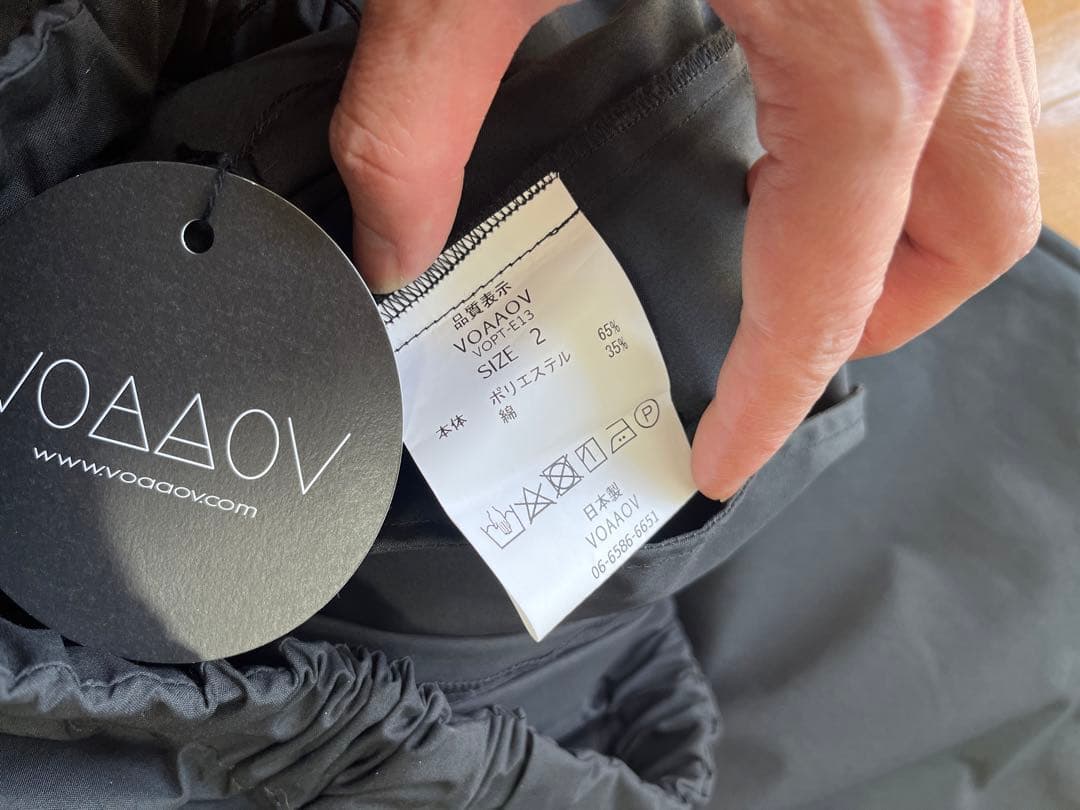 VOAAOV
www.voaaov.com
品質表示
VOAAOV
VOPT-E13
SIZE 2
本体 ポリエステル 65%
綿 35%
P
日本製
VOAAOV
06-6586-6651